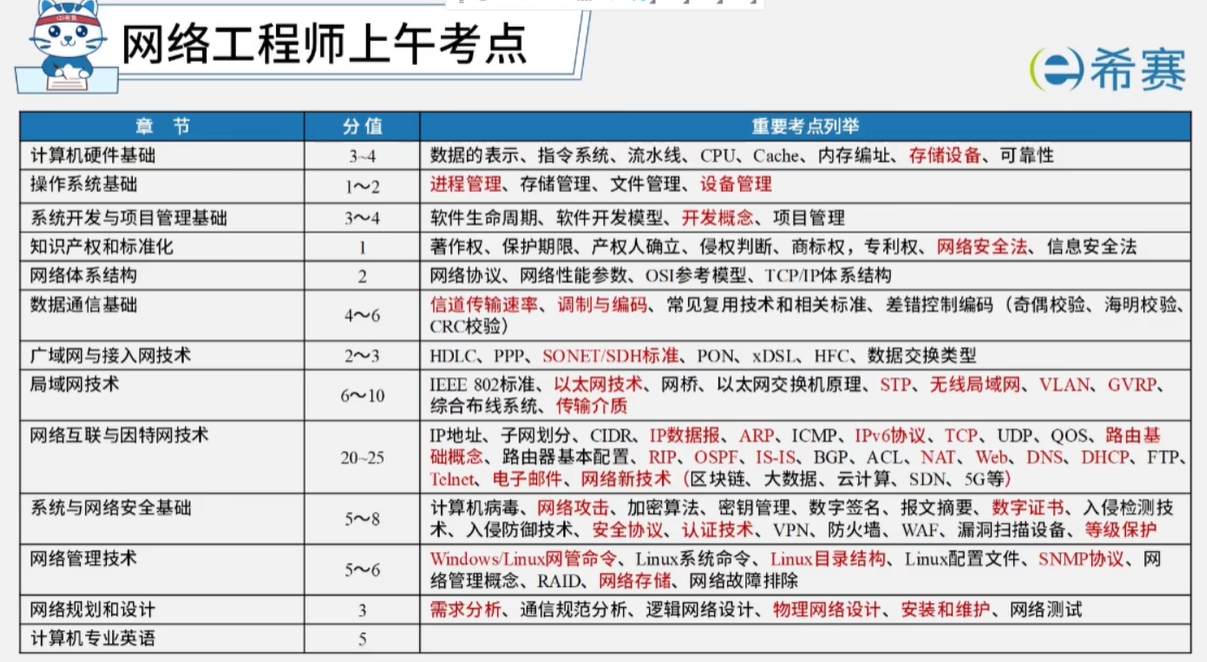 网络工程师上午考点
希赛
章 节 分值 重要考点列举
计算机硬件基础 3~4 数据的表示、指令系统、流水线、CPU、Cache、内存编址、存储设备、可靠性
操作系统基础 1～2 进程管理、存储管理、文件管理、设备管理
系统开发与项目管理基础 3～4 软件生命周期、软件开发模型、开发概念、项目管理
知识产权和标准化 1 著作权、保护期限、产权人确立、侵权判断、商标权，专利权、网络安全法、信息安全法
网络体系结构 2 网络协议、网络性能参数、OSI参考模型、TCP/IP体系结构
数据通信基础 4～6 信道传输速率、调制与编码、常见复用技术和相关标准、差错控制编码（奇偶校验、海明校验、
CRC校验）
广域网与接入网技术 2～3 HDLC、PPP、SONET/SDH标准、PON、xDSL、HFC、数据交换类型
局域网技术 6～10 IEEE 802标准、以太网技术、网桥、以太网交换机原理、STP、无线局域网、VLAN、GVRP、
综合布线系统、传输介质
网络互联与因特网技术 20~25 IP地址、子网划分、CIDR、IP数据报、ARP、ICMP、IPv6协议、TCP、UDP、QOS、路由基
础概念、路由器基本配置、RIP、OSPF、IS-IS、BGP、ACL、NAT、Web、DNS、DHCP、FTP、
Telnet、电子邮件、网络新技术（区块链、大数据、云计算、SDN、5G等）
系统与网络安全基础 5～8 计算机病毒、网络攻击、加密算法、密钥管理、数字签名、报文摘要、数字证书、入侵检测技
术、入侵防御技术、安全协议、认证技术、VPN、防火墙、WAF、漏洞扫描设备、等级保护
网络管理技术 5～6 Windows/Linux网管命令、Linux系统命令、Linux目录结构、Linux配置文件、SNMP协议、网
络管理概念、RAID、网络存储、网络故障排除
网络规划和设计 3 需求分析、通信规范分析、逻辑网络设计、物理网络设计、安装和维护、网络测试
计算机专业英语 5